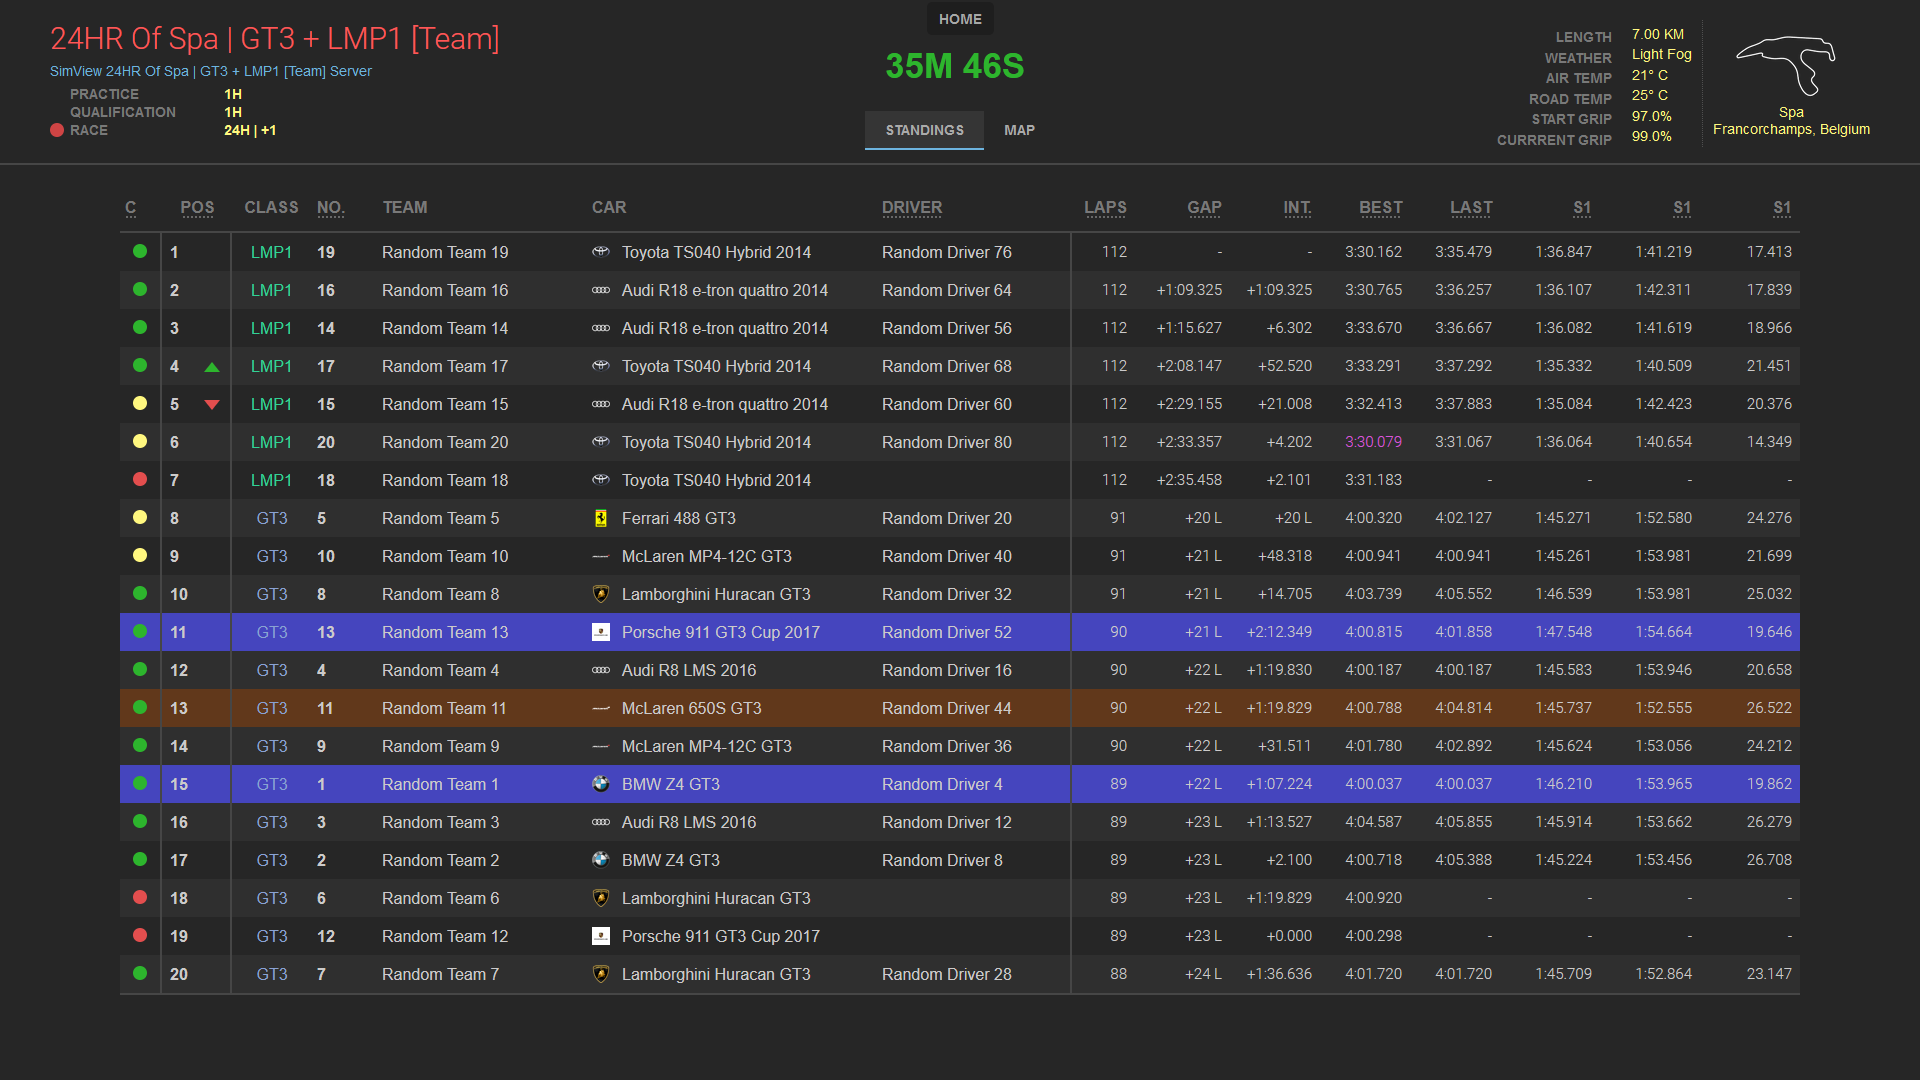 HOME
24HR Of Spa | GT3 + LMP1 [Team]
SimView 24HR Of Spa | GT3 + LMP1 [Team] Server
PRACTICE 1H
QUALIFICATION 1H
RACE 24H | +1
35M 46S
STANDINGS MAP
LENGTH 7.00 KM
WEATHER Light Fog
AIR TEMP 21° C
ROAD TEMP 25° C
START GRIP 97.0%
CURRRENT GRIP 99.0%
Spa
Francorchamps, Belgium
C POS CLASS NO. TEAM CAR DRIVER LAPS GAP INT. BEST LAST S1 S1 S1
1 LMP1 19 Random Team 19 Toyota TS040 Hybrid 2014 Random Driver 76 112 - - 3:30.162 3:35.479 1:36.847 1:41.219 17.413
2 LMP1 16 Random Team 16 Audi R18 e-tron quattro 2014 Random Driver 64 112 +1:09.325 +1:09.325 3:30.765 3:36.257 1:36.107 1:42.311 17.839
3 LMP1 14 Random Team 14 Audi R18 e-tron quattro 2014 Random Driver 56 112 +1:15.627 +6.302 3:33.670 3:36.667 1:36.082 1:41.619 18.966
4 LMP1 17 Random Team 17 Toyota TS040 Hybrid 2014 Random Driver 68 112 +2:08.147 +52.520 3:33.291 3:37.292 1:35.332 1:40.509 21.451
5 LMP1 15 Random Team 15 Audi R18 e-tron quattro 2014 Random Driver 60 112 +2:29.155 +21.008 3:32.413 3:37.883 1:35.084 1:42.423 20.376
6 LMP1 20 Random Team 20 Toyota TS040 Hybrid 2014 Random Driver 80 112 +2:33.357 +4.202 3:30.079 3:31.067 1:36.064 1:40.654 14.349
7 LMP1 18 Random Team 18 Toyota TS040 Hybrid 2014 112 +2:35.458 +2.101 3:31.183 - - - -
8 GT3 5 Random Team 5 Ferrari 488 GT3 Random Driver 20 91 +20 L +20 L 4:00.320 4:02.127 1:45.271 1:52.580 24.276
9 GT3 10 Random Team 10 McLaren MP4-12C GT3 Random Driver 40 91 +21 L +48.318 4:00.941 4:00.941 1:45.261 1:53.981 21.699
10 GT3 8 Random Team 8 Lamborghini Huracan GT3 Random Driver 32 91 +21 L +14.705 4:03.739 4:05.552 1:46.539 1:53.981 25.032
11 GT3 13 Random Team 13 Porsche 911 GT3 Cup 2017 Random Driver 52 90 +21 L +2:12.349 4:00.815 4:01.858 1:47.548 1:54.664 19.646
12 GT3 4 Random Team 4 Audi R8 LMS 2016 Random Driver 16 90 +22 L +1:19.830 4:00.187 4:00.187 1:45.583 1:53.946 20.658
13 GT3 11 Random Team 11 McLaren 650S GT3 Random Driver 44 90 +22 L +1:19.829 4:00.788 4:04.814 1:45.737 1:52.555 26.522
14 GT3 9 Random Team 9 McLaren MP4-12C GT3 Random Driver 36 90 +22 L +31.511 4:01.780 4:02.892 1:45.624 1:53.056 24.212
15 GT3 1 Random Team 1 BMW Z4 GT3 Random Driver 4 89 +22 L +1:07.224 4:00.037 4:00.037 1:46.210 1:53.965 19.862
16 GT3 3 Random Team 3 Audi R8 LMS 2016 Random Driver 12 89 +23 L +1:13.527 4:04.587 4:05.855 1:45.914 1:53.662 26.279
17 GT3 2 Random Team 2 BMW Z4 GT3 Random Driver 8 89 +23 L +2.100 4:00.718 4:05.388 1:45.224 1:53.456 26.708
18 GT3 6 Random Team 6 Lamborghini Huracan GT3 89 +23 L +1:19.829 4:00.920 - - - -
19 GT3 12 Random Team 12 Porsche 911 GT3 Cup 2017 89 +23 L +0.000 4:00.298 - - - -
20 GT3 7 Random Team 7 Lamborghini Huracan GT3 Random Driver 28 88 +24 L +1:36.636 4:01.720 4:01.720 1:45.709 1:52.864 23.147